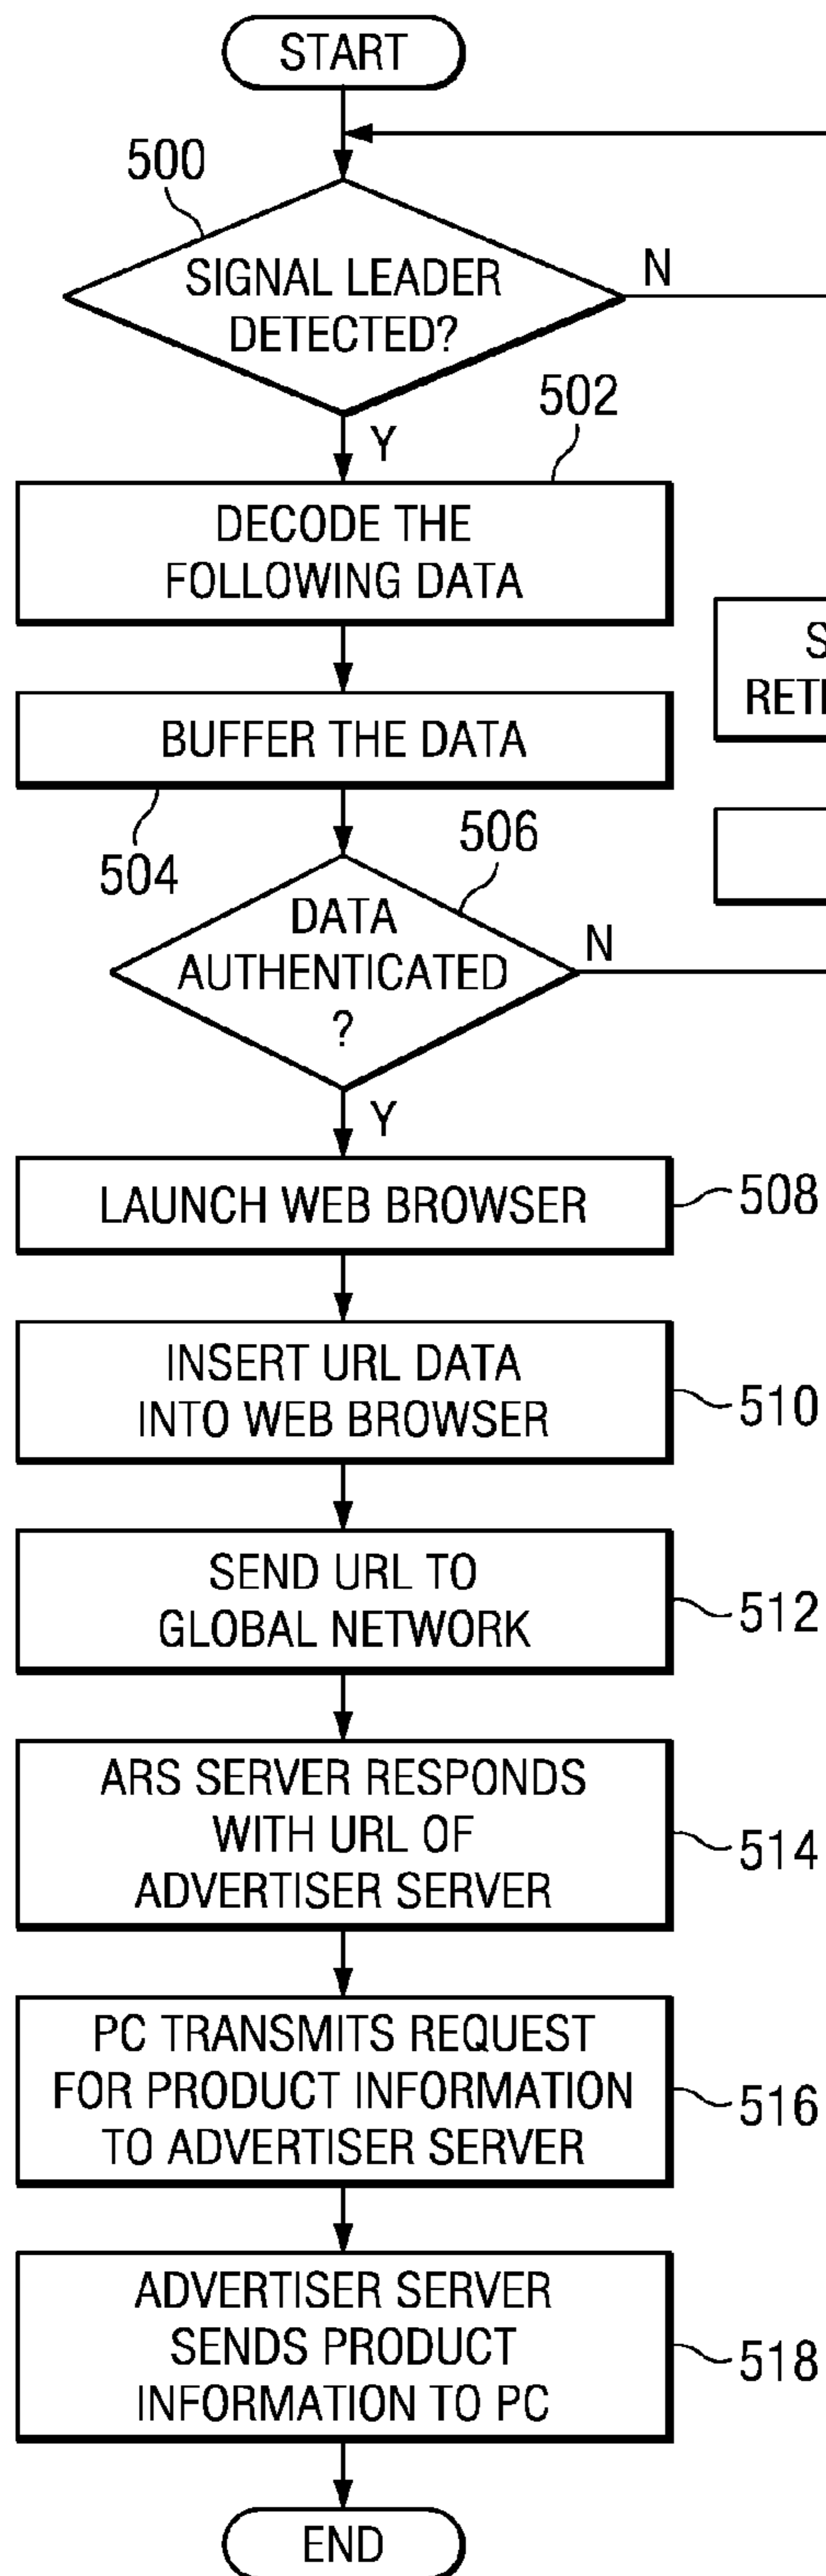 START
500
SIGNAL LEADER
DETECTED?
N
502
Y
DECODE THE
FOLLOWING DATA
BUFFER THE DATA
504
506
DATA
AUTHENTICATED
?
N
Y
LAUNCH WEB BROWSER
508
INSERT URL DATA
INTO WEB BROWSER
510
SEND URL TO
GLOBAL NETWORK
512
ARS SERVER RESPONDS
WITH URL OF
ADVERTISER SERVER
514
PC TRANSMITS REQUEST
FOR PRODUCT INFORMATION
TO ADVERTISER SERVER
516
ADVERTISER SERVER
SENDS PRODUCT
INFORMATION TO PC
518
END